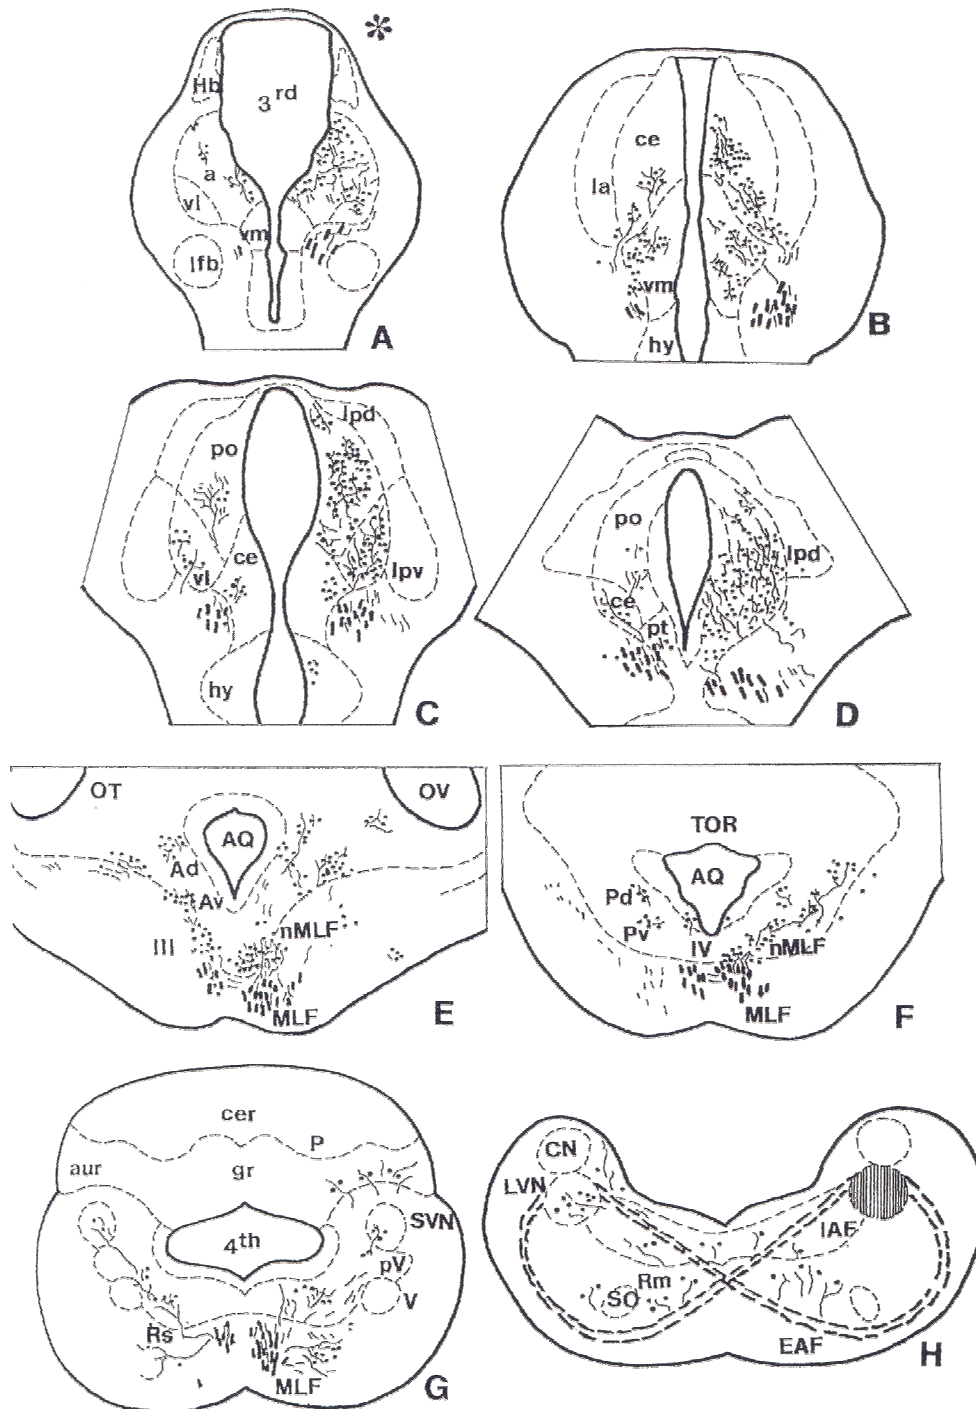 *
Hb
3rd
a
vl
vm
lfb
A
ce
la
vm
hy
B
lpd
po
ce
vl
lpv
hy
C
po
lpd
ce
pt
D
OT
OV
AQ
Ad
Av
III
nMLF
MLF
E
TOR
AQ
Pd
Pv
IV
nMLF
MLF
F
cer
P
aur
gr
SVN
4th
pV
V
Rs
MLF
G
CN
LVN
IAF
Rm
SO
EAF
H